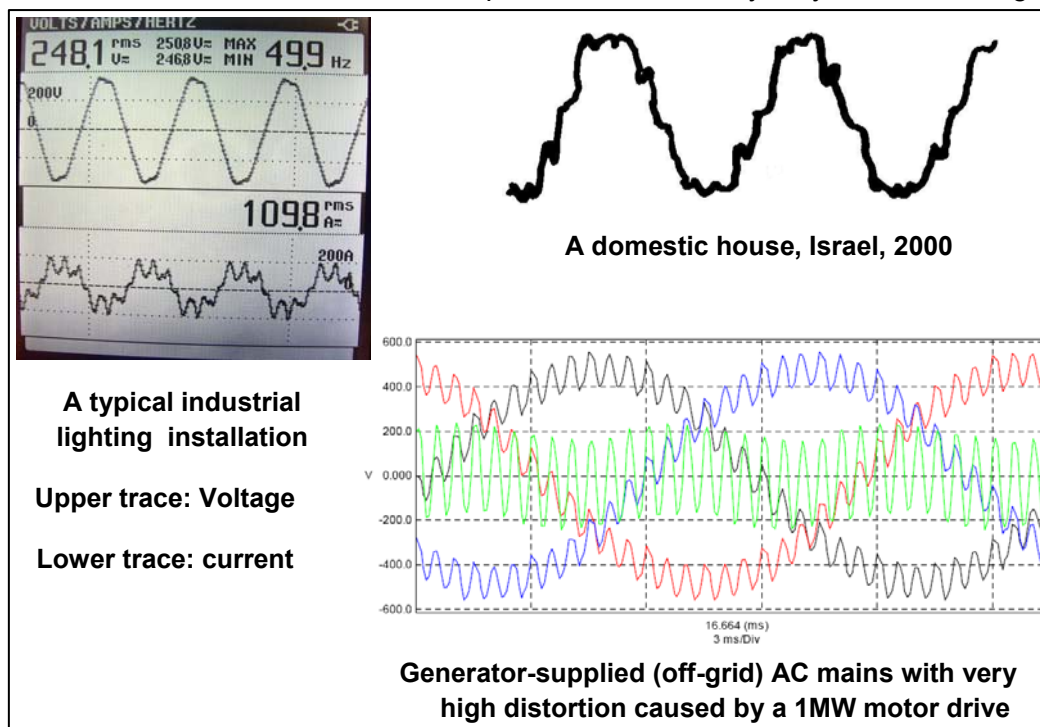 VOLTS/AMPS/HERTZ
248.1 rms V≂ 250.8 V≂ MAX 49.9 Hz
246.8 V≂ MIN
200V
0
109.8 rms A≂
200A
0
A domestic house, Israel, 2000
A typical industrial
lighting installation
Upper trace: Voltage
Lower trace: current
600.0
400.0
200.0
V 0.000
-200.0
-400.0
-600.0
16.664 (ms)
3 ms/Div
Generator-supplied (off-grid) AC mains with very
high distortion caused by a 1MW motor drive